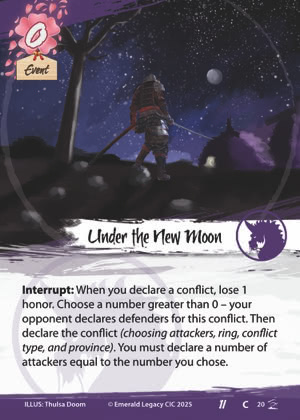 0
Event
Under the New Moon
Interrupt: When you declare a conflict, lose 1
honor. Choose a number greater than 0 – your
opponent declares defenders for this conflict. Then
declare the conflict (choosing attackers, ring, conflict
type, and province). You must declare a number of
attackers equal to the number you chose.
ILLUS: Thulsa Doom © Emerald Legacy CIC 2025 C 20